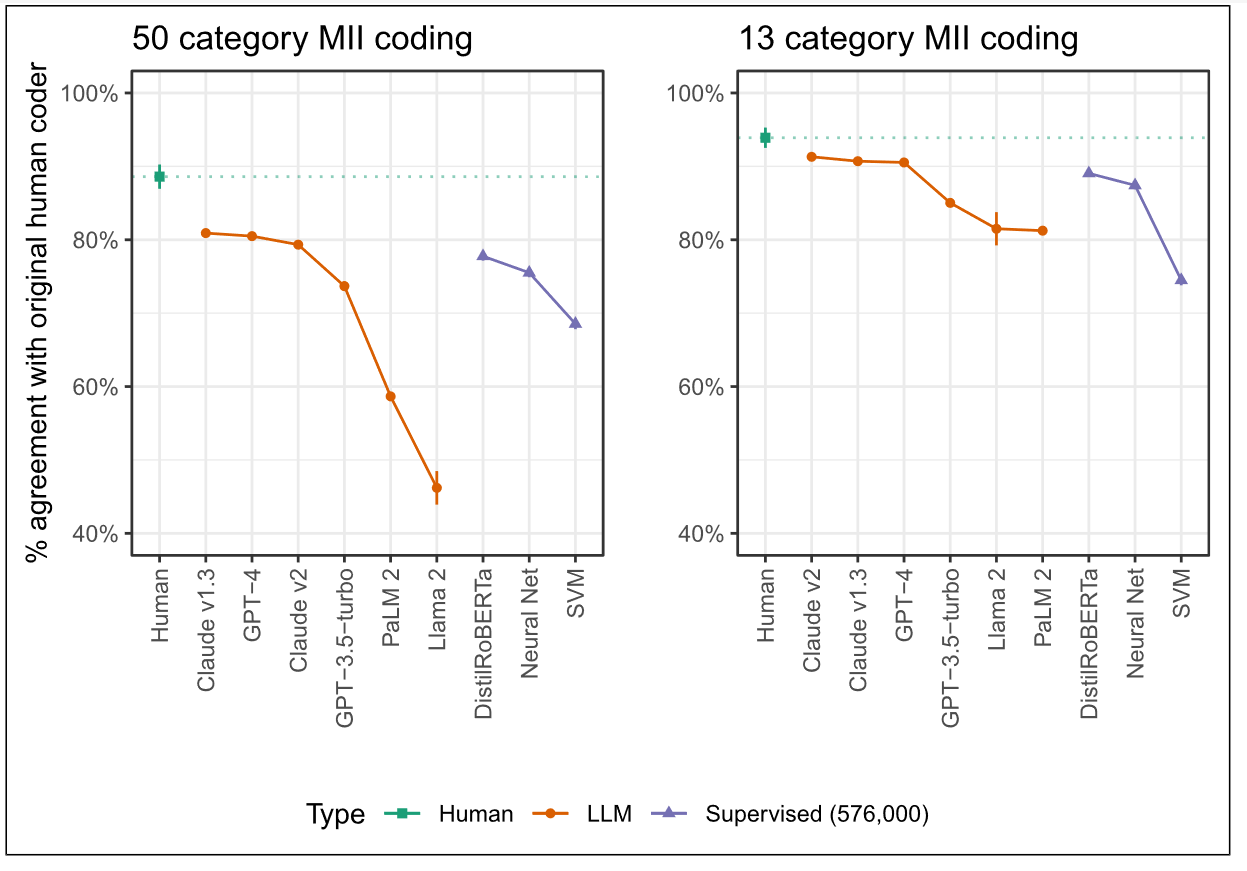 50 category MII coding
13 category MII coding
% agreement with original human coder
100%
80%
60%
40%
100%
80%
60%
40%
Human
Claude v1.3
GPT−4
Claude v2
GPT−3.5−turbo
PaLM 2
Llama 2
DistilRoBERTa
Neural Net
SVM
Human
Claude v2
Claude v1.3
GPT−4
GPT−3.5−turbo
Llama 2
PaLM 2
DistilRoBERTa
Neural Net
SVM
Type Human LLM Supervised (576,000)